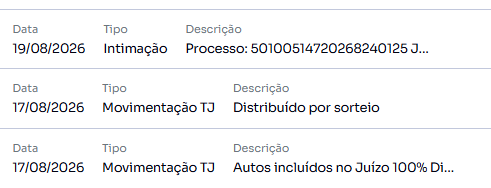 Data Tipo Descrição
19/08/2026 Intimação Processo: 50100514720268240125 J...
Data Tipo Descrição
17/08/2026 Movimentação TJ Distribuído por sorteio
Data Tipo Descrição
17/08/2026 Movimentação TJ Autos incluídos no Juízo 100% Di...